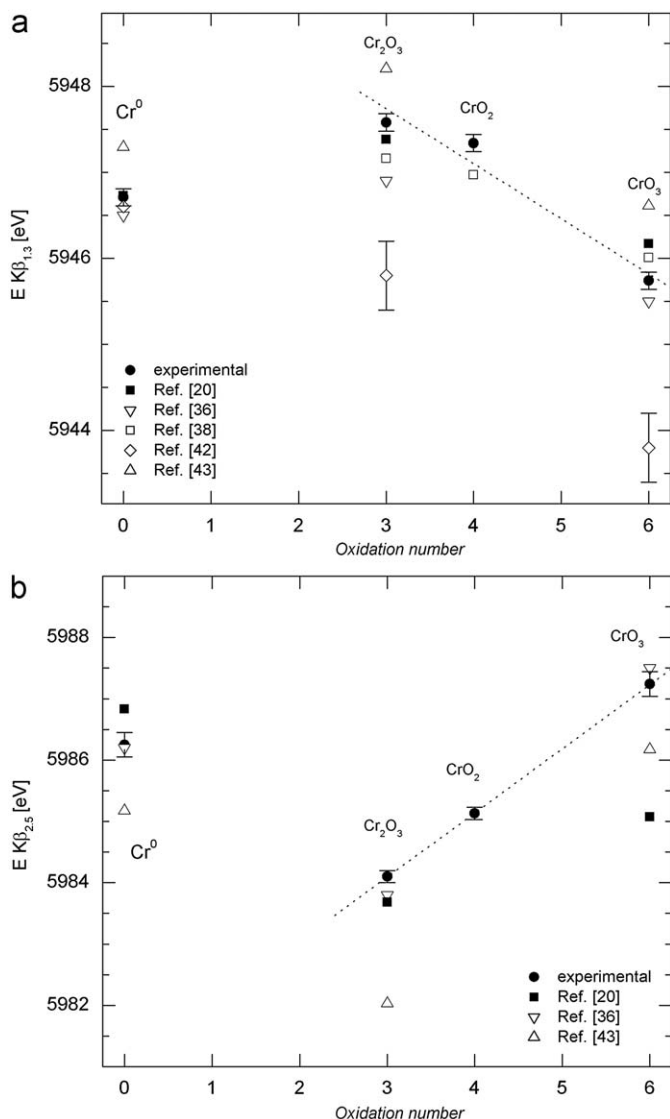 a
Cr₂O₃
5948
Cr⁰
CrO₂
CrO₃
5946
E Kβ₁.₃ [eV]
experimental
Ref. [20]
Ref. [36]
Ref. [38]
Ref. [42]
Ref. [43]
5944
0 1 2 3 4 5 6
Oxidation number
b
5988
CrO₃
5986
CrO₂
E Kβ₂.₅ [eV]
Cr₂O₃
Cr⁰
5984
experimental
Ref. [20]
Ref. [36]
Ref. [43]
5982
0 1 2 3 4 5 6
Oxidation number